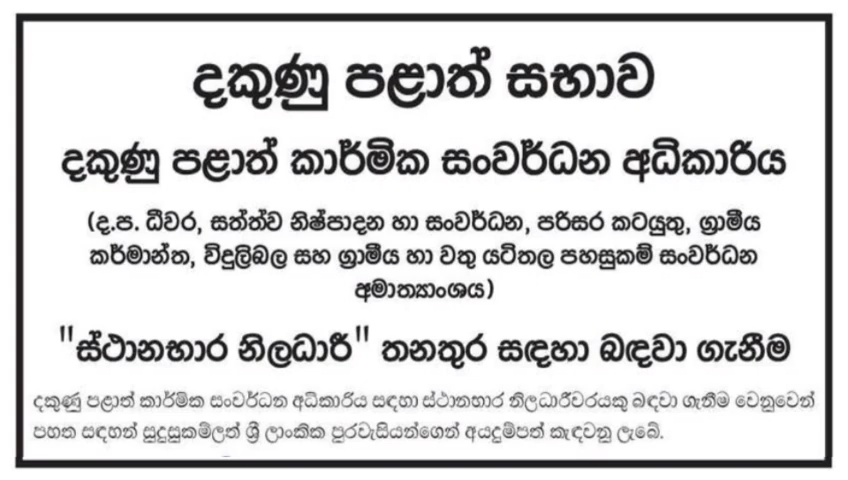 දකුණු පළාත් සභාව
දකුණු පළාත් කාර්මික සංවර්ධන අධිකාරිය
(ද.ප. ධීවර, සත්ත්ව නිෂ්පාදන හා සංවර්ධන, පරිසර කටයුතු, ග්‍රාමීය
කර්මාන්ත, විදුලිබල සහ ග්‍රාමීය හා වතු යටිතල පහසුකම් සංවර්ධන
අමාත්‍යාංශය)
"ස්ථානභාර නිලධාරී" තනතුර සඳහා බඳවා ගැනීම
දකුණු පළාත් කාර්මික සංවර්ධන අධිකාරිය සඳහා ස්ථානභාර නිලධාරීවරයකු බඳවා ගැනීම වෙනුවෙන්
පහත සඳහන් සුදුසුකම්ලත් ශ්‍රී ලාංකික පුරවැසියන්ගෙන් අයදුම්පත් කැඳවනු ලැබේ.